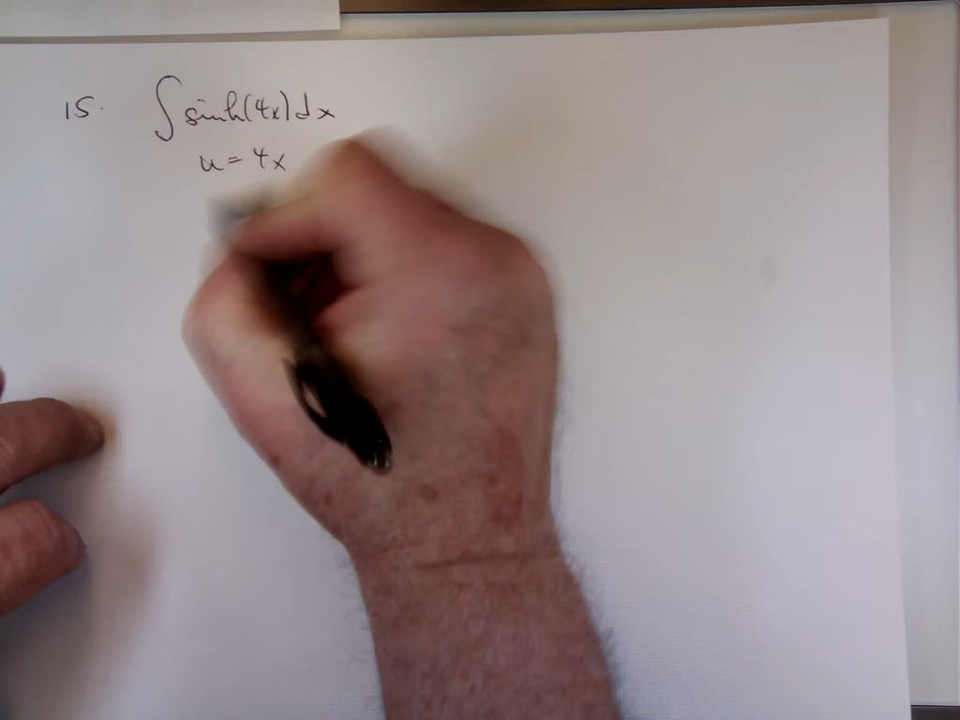 15. ∫ sinh(4x) dx
u = 4x